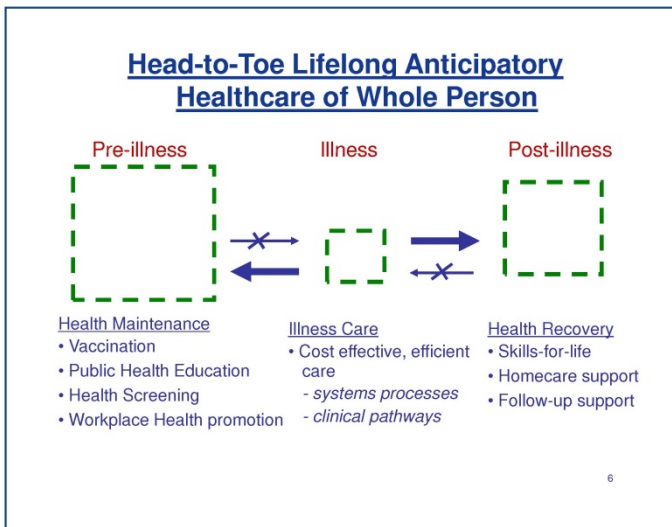 Head-to-Toe Lifelong Anticipatory
Healthcare of Whole Person
Pre-illness
Illness
Post-illness
Health Maintenance
• Vaccination
• Public Health Education
• Health Screening
• Workplace Health promotion
Illness Care
• Cost effective, efficient
care
- systems processes
- clinical pathways
Health Recovery
• Skills-for-life
• Homecare support
• Follow-up support
6